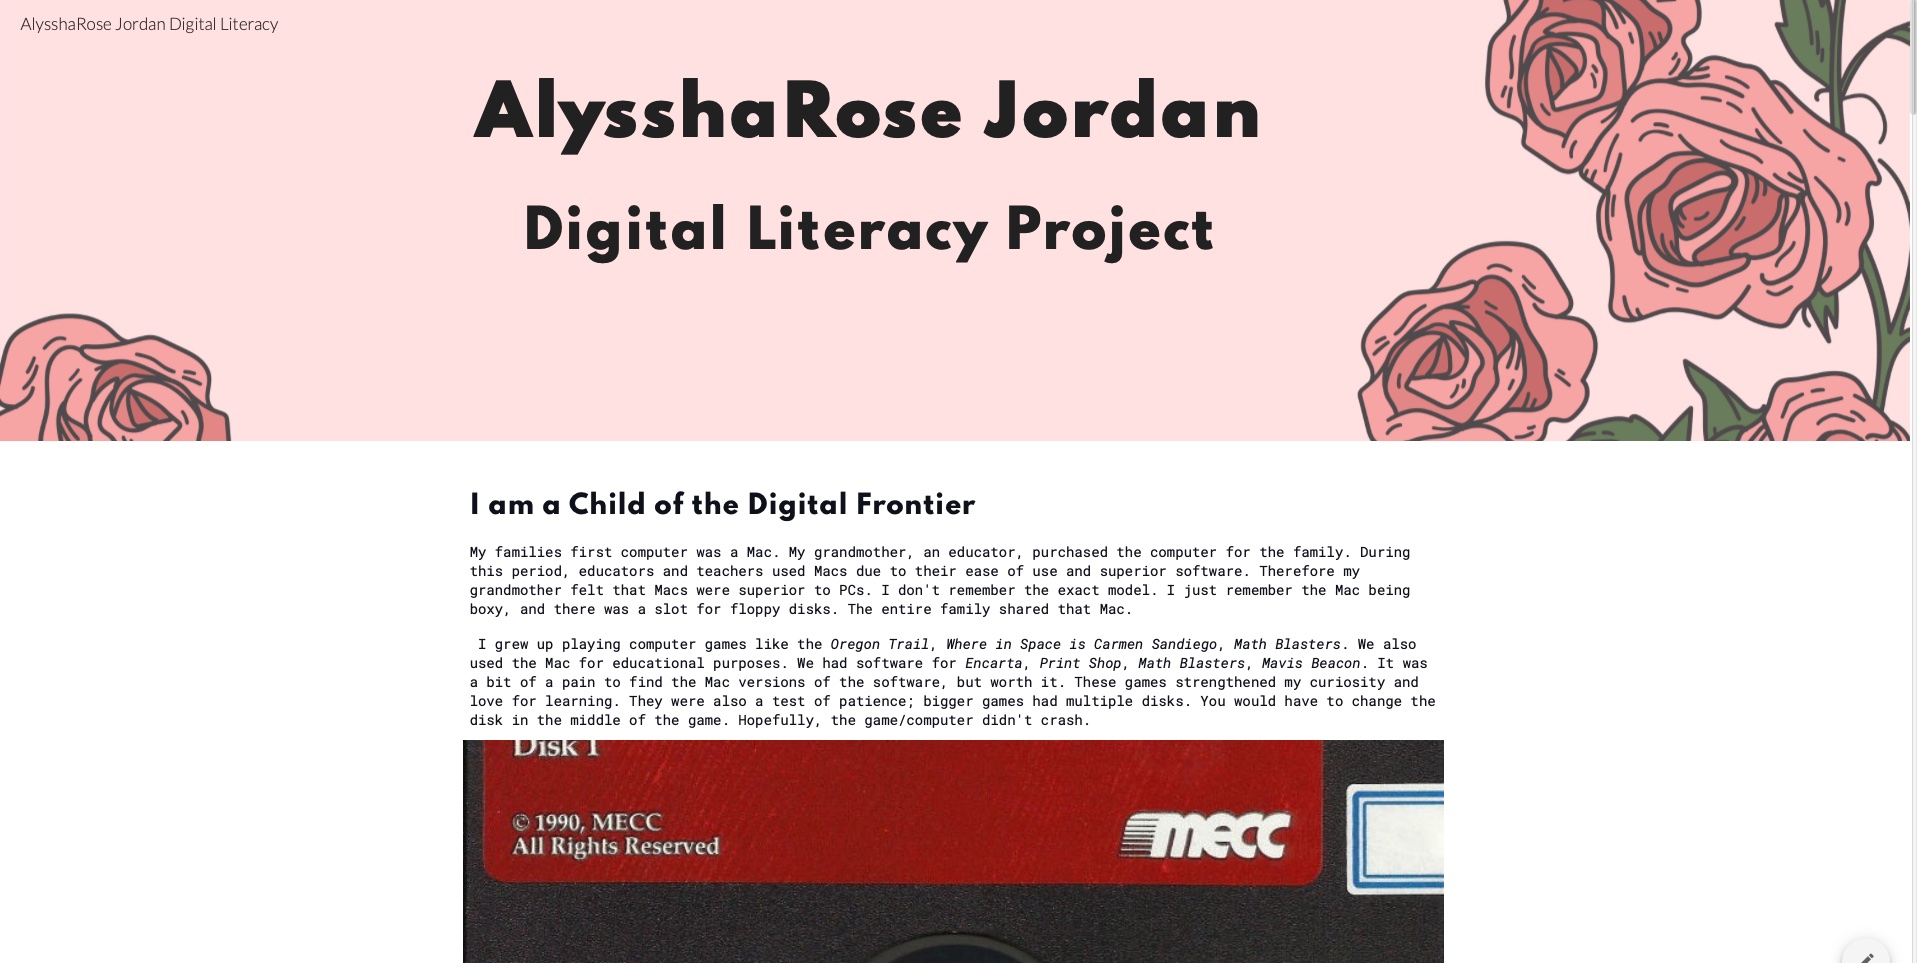 AlysshaRose Jordan Digital Literacy
AlysshaRose Jordan
Digital Literacy Project
I am a Child of the Digital Frontier
My families first computer was a Mac. My grandmother, an educator, purchased the computer for the family. During
this period, educators and teachers used Macs due to their ease of use and superior software. Therefore my
grandmother felt that Macs were superior to PCs. I don't remember the exact model. I just remember the Mac being
boxy, and there was a slot for floppy disks. The entire family shared that Mac.
I grew up playing computer games like the Oregon Trail, Where in Space is Carmen Sandiego, Math Blasters. We also
used the Mac for educational purposes. We had software for Encarta, Print Shop, Math Blasters, Mavis Beacon. It was
a bit of a pain to find the Mac versions of the software, but worth it. These games strengthened my curiosity and
love for learning. They were also a test of patience; bigger games had multiple disks. You would have to change the
disk in the middle of the game. Hopefully, the game/computer didn't crash.
Disk 1
© 1990, MECC
All Rights Reserved
mecc